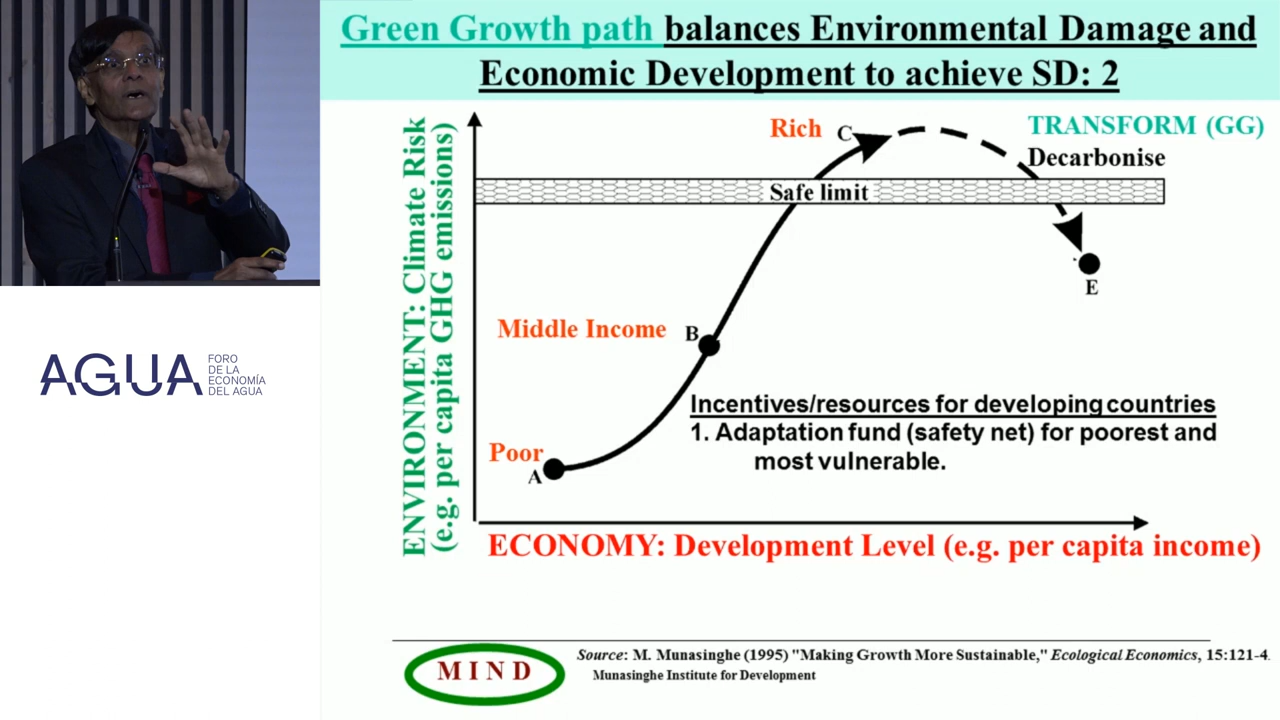 Green Growth path balances Environmental Damage and
Economic Development to achieve SD: 2
ENVIRONMENT: Climate Risk
(e.g. per capita GHG emissions)
Rich
C
TRANSFORM (GG)
Decarbonise
Safe limit
E
Middle Income
B
Incentives/resources for developing countries
1. Adaptation fund (safety net) for poorest and
most vulnerable.
Poor
A
ECONOMY: Development Level (e.g. per capita income)
AGUA
FORO
DE LA
ECONOMÍA
DEL AGUA
MIND
Source: M. Munasinghe (1995) "Making Growth More Sustainable," Ecological Economics, 15:121-4.
Munasinghe Institute for Development